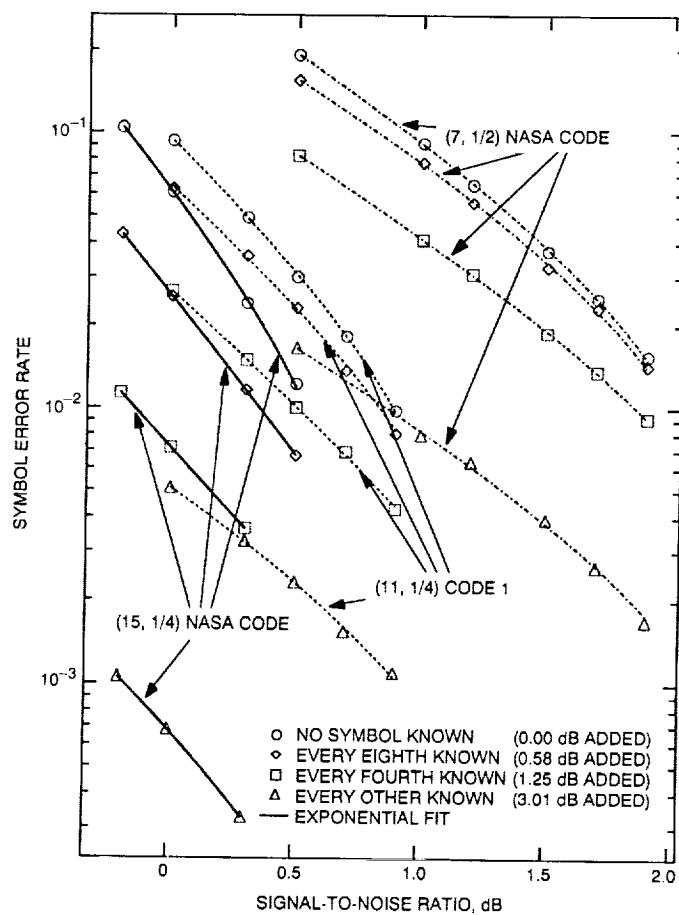 10⁻¹
10⁻²
10⁻³
SYMBOL ERROR RATE
(7, 1/2) NASA CODE
(11, 1/4) CODE 1
(15, 1/4) NASA CODE
NO SYMBOL KNOWN (0.00 dB ADDED)
EVERY EIGHTH KNOWN (0.58 dB ADDED)
EVERY FOURTH KNOWN (1.25 dB ADDED)
EVERY OTHER KNOWN (3.01 dB ADDED)
EXPONENTIAL FIT
0 0.5 1.0 1.5 2.0
SIGNAL-TO-NOISE RATIO, dB